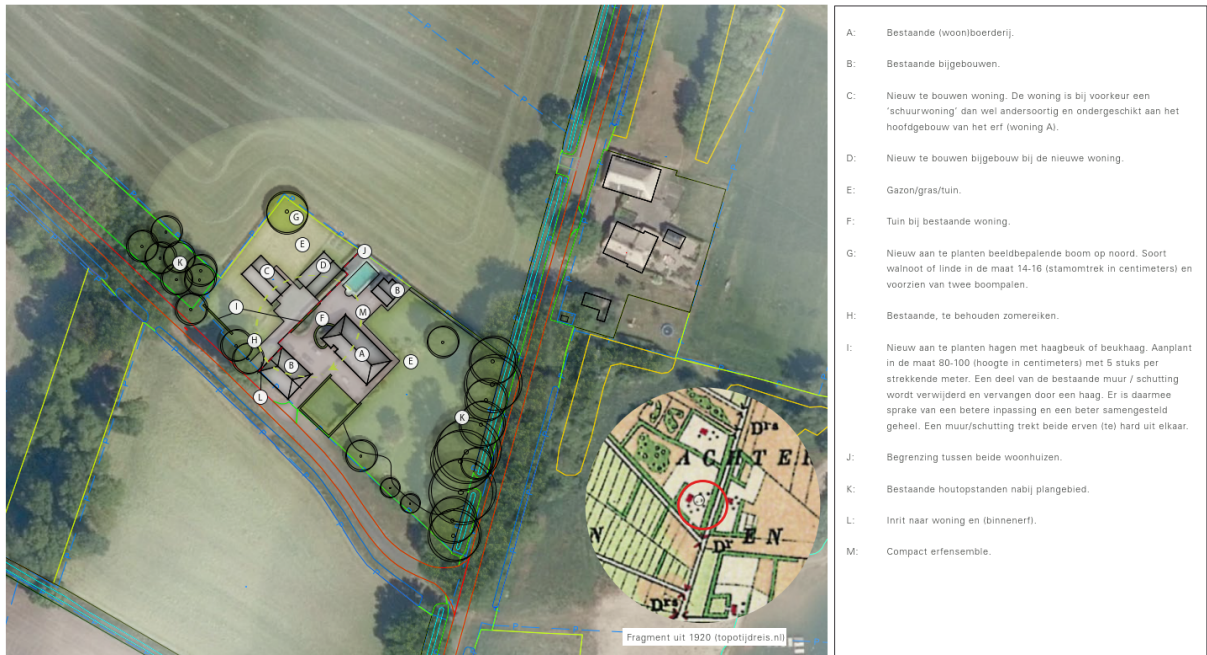 G
E
J
K
D
C
B
I
M
F
H
A
B
E
L
K
Dra
ACHTER
EN
N
Dr
Dra
Fragment uit 1920 (topotijdreis.nl)
A: Bestaande (woon)boerderij.
B: Bestaande bijgebouwen.
C: Nieuw te bouwen woning. De woning is bij voorkeur een
'schuurwoning' dan wel andersoortig en ondergeschikt aan het
hoofdgebouw van het erf (woning A).
D: Nieuw te bouwen bijgebouw bij de nieuwe woning.
E: Gazon/gras/tuin.
F: Tuin bij bestaande woning.
G: Nieuw aan te planten beeldbepalende boom op noord. Soort
walnoot of linde in de maat 14-16 (stamomtrek in centimeters) en
voorzien van twee boompalen.
H: Bestaande, te behouden zomereiken.
I: Nieuw aan te planten hagen met haagbeuk of beukhaag. Aanplant
in de maat 80-100 (hoogte in centimeters) met 5 stuks per
strekkende meter. Een deel van de bestaande muur / schutting
wordt verwijderd en vervangen door een haag. Er is daarmee
sprake van een betere inpassing en een beter samengesteld
geheel. Een muur/schutting trekt beide erven (te) hard uit elkaar.
J: Begrenzing tussen beide woonhuizen.
K: Bestaande houtopstanden nabij plangebied.
L: Inrit naar woning en (binnenerf).
M: Compact erfensemble.